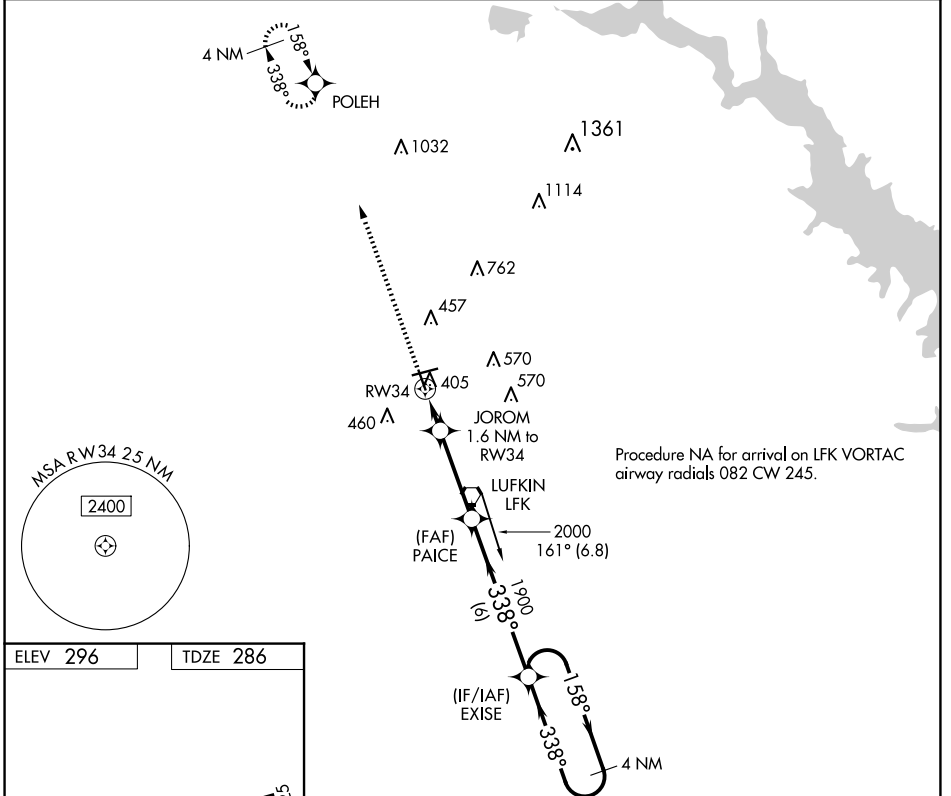 158°
4 NM
338°
POLEH
1032
1361
1114
762
457
570
405
570
RW34
460
JOROM
1.6 NM to
RW34
Procedure NA for arrival on LFK VORTAC
airway radials 082 CW 245.
MSA RW34 25 NM
2400
LUFKIN
LFK
(FAF)
PAICE
2000
161° (6.8)
1900
338°
(6)
ELEV 296
TDZE 286
(IF/IAF)
EXISE
158°
338°
4 NM